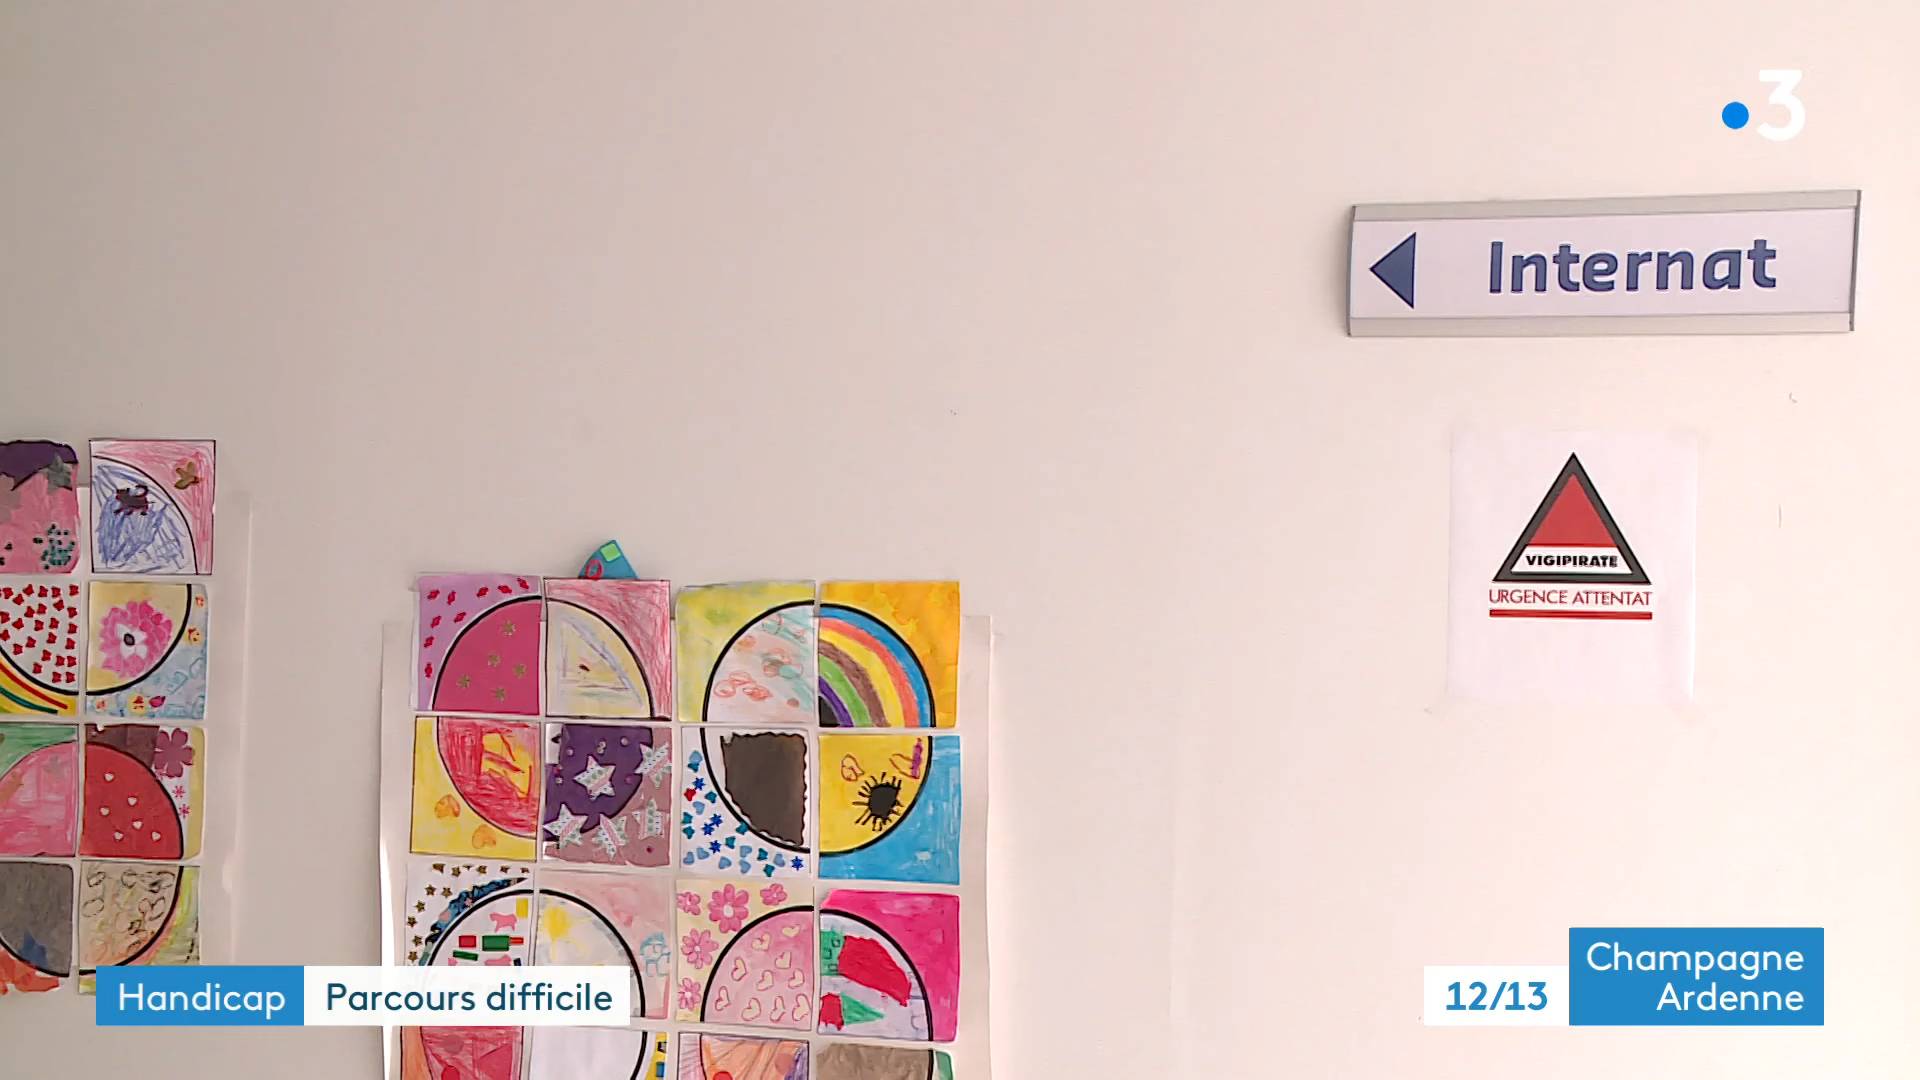 3
Internat
VIGIPIRATE
URGENCE ATTENTAT
Handicap
Parcours difficile
12/13
Champagne
Ardenne